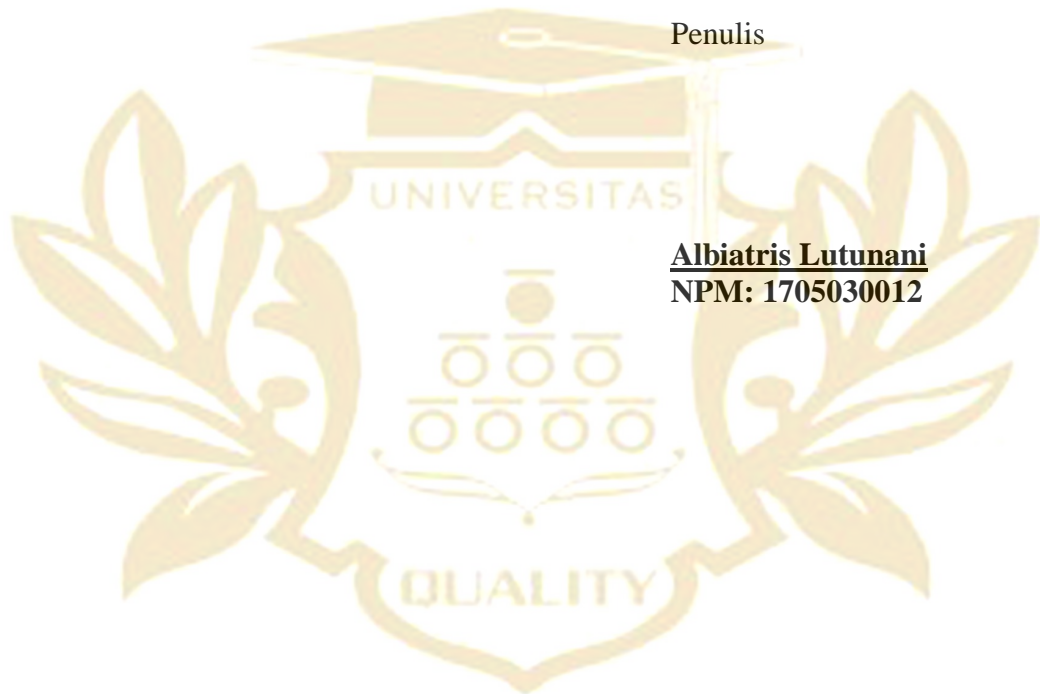 Penulis
UNIVERSITAS
Albiatris Lutunani
NPM: 1705030012
QUALITY